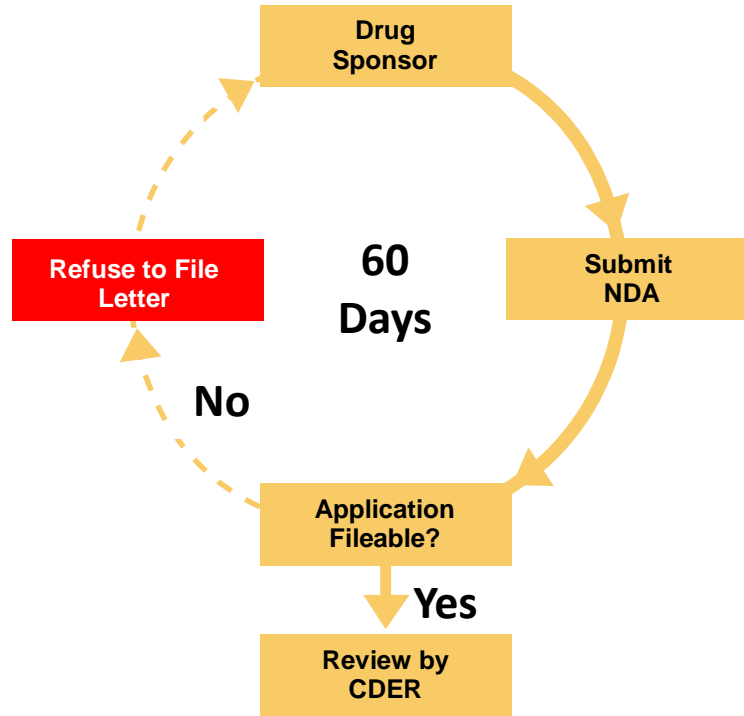 Drug
Sponsor
Refuse to File
Letter
60
Days
Submit
NDA
No
Application
Fileable?
Yes
Review by
CDER